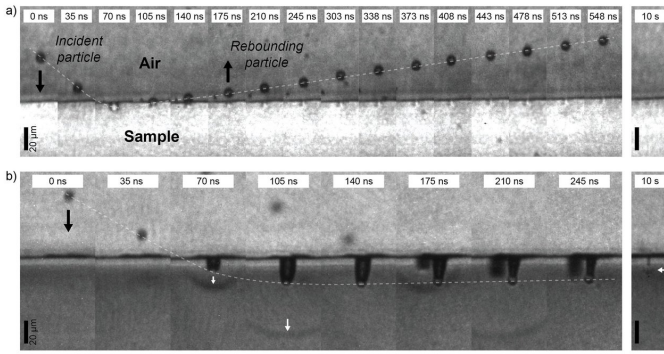 a)
0 ns 35 ns 70 ns 105 ns 140 ns 175 ns 210 ns 245 ns 303 ns 338 ns 373 ns 408 ns 443 ns 478 ns 513 ns 548 ns 10 s
Incident particle
Air
Rebounding particle
Sample
20 µm
b)
0 ns 35 ns 70 ns 105 ns 140 ns 175 ns 210 ns 245 ns 10 s
20 µm